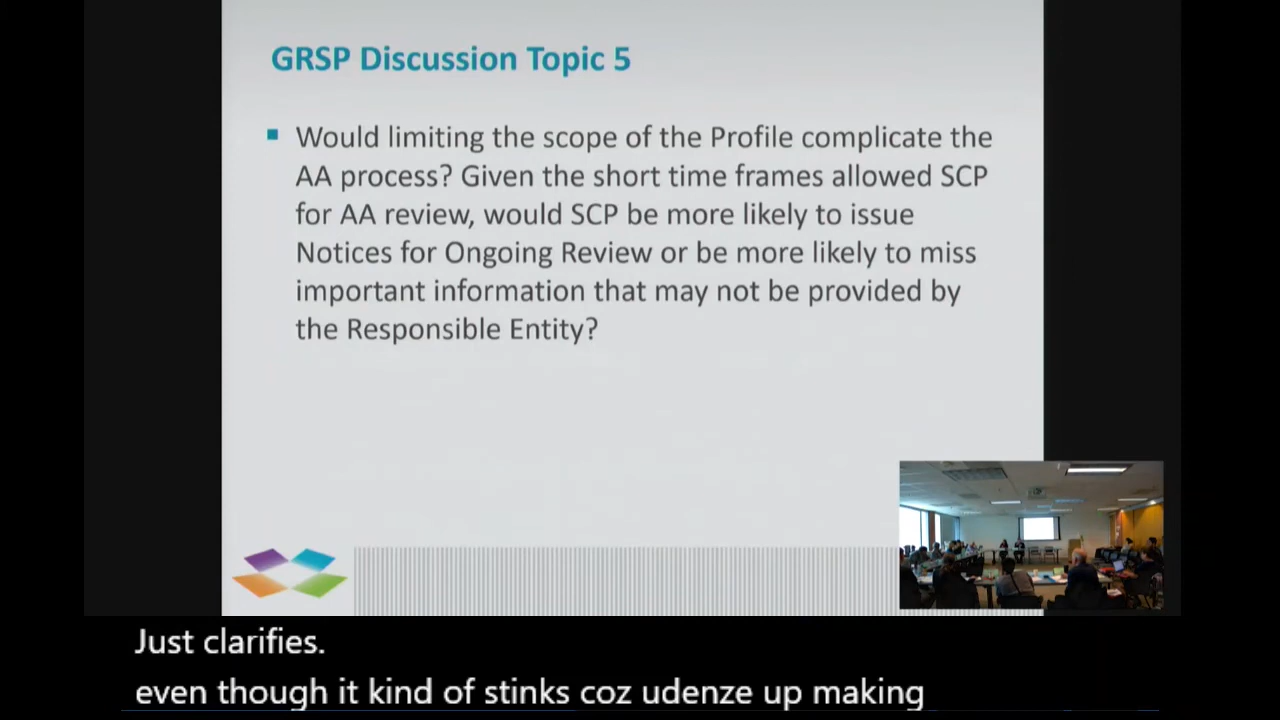 GRSP Discussion Topic 5
Would limiting the scope of the Profile complicate the
AA process? Given the short time frames allowed SCP
for AA review, would SCP be more likely to issue
Notices for Ongoing Review or be more likely to miss
important information that may not be provided by
the Responsible Entity?
Just clarifies.
even though it kind of stinks coz udenze up making